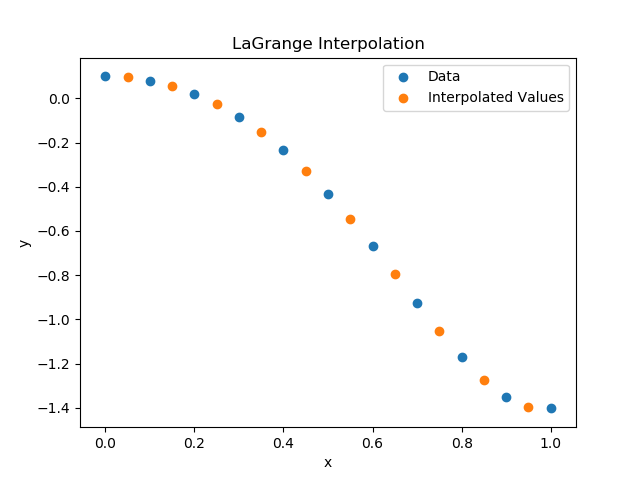 LaGrange Interpolation
Data
Interpolated Values
y
0.0
−0.2
−0.4
−0.6
−0.8
−1.0
−1.2
−1.4
0.0 0.2 0.4 0.6 0.8 1.0
x